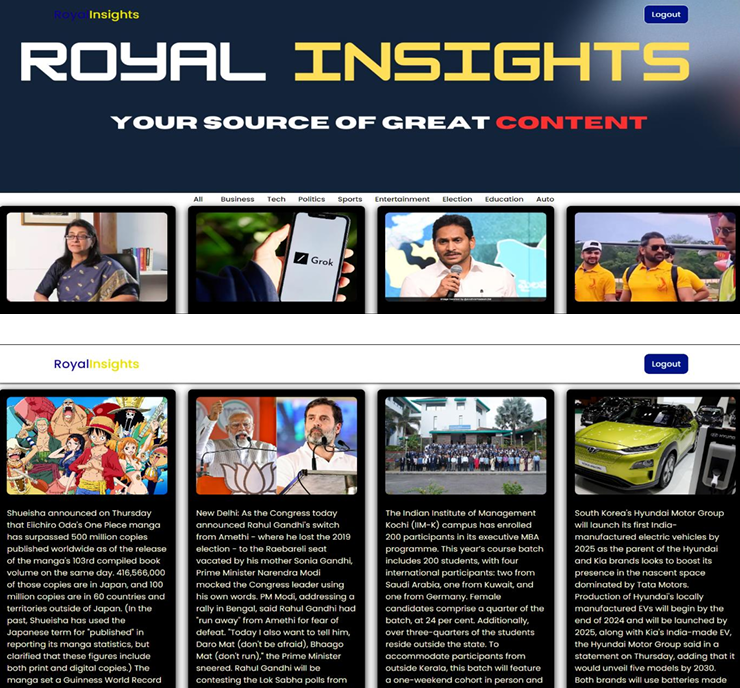 RoyalInsights
Logout
ROYAL INSIGHTS
YOUR SOURCE OF GREAT CONTENT
All Business Tech Politics Sports Entertainment Election Education Auto
Grok
RoyalInsights
Logout
Shueisha announced on Thursday
that Eiichiro Oda's One Piece manga
has surpassed 500 million copies
published worldwide as of the release
of the manga's 103rd compiled book
volume on the same day. 416,566,000
of those copies are in Japan, and 100
million copies are in 60 countries and
territories outside of Japan. (In the
past, Shueisha has used the
Japanese term for "published" in
reporting its manga statistics, but
clarified that these figures include
both print and digital copies.) The
manga set a Guinness World Record
New Delhi: As the Congress today
announced Rahul Gandhi's switch
from Amethi - where he lost the 2019
election - to the Raebareli seat
vacated by his mother Sonia Gandhi,
Prime Minister Narendra Modi
mocked the Congress leader using
his own words. PM Modi, addressing a
rally in Bengal, said Rahul Gandhi had
"run away" from Amethi for fear of
defeat. "Today I also want to tell him,
Daro Mat (don't be afraid), Bhaago
Mat (don't run)," the Prime Minister
sneered. Rahul Gandhi will be
contesting the Lok Sabha polls from
The Indian Institute of Management
Kochi (IIM-K) campus has enrolled
200 participants in its executive MBA
programme. This year's course batch
includes 200 students, with four
international participants: two from
Saudi Arabia, one from Kuwait, and
one from Germany. Female
candidates comprise a quarter of the
batch, at 24 per cent. Additionally,
over three-quarters of the students
reside outside the state. To
accommodate participants from
outside Kerala, this batch will feature
a one-weekend cohort in person and
South Korea's Hyundai Motor Group
will launch its first India-
manufactured electric vehicles by
2025 as the parent of the Hyundai
and Kia brands looks to boost its
presence in the nascent space
dominated by Tata Motors.
Production of Hyundai's locally
manufactured EVs will begin by the
end of 2024 and will be launched by
2025, along with Kia's India-made EV,
the Hyundai Motor Group said in a
statement on Thursday, adding that it
would unveil five models by 2030.
Both brands will use batteries made